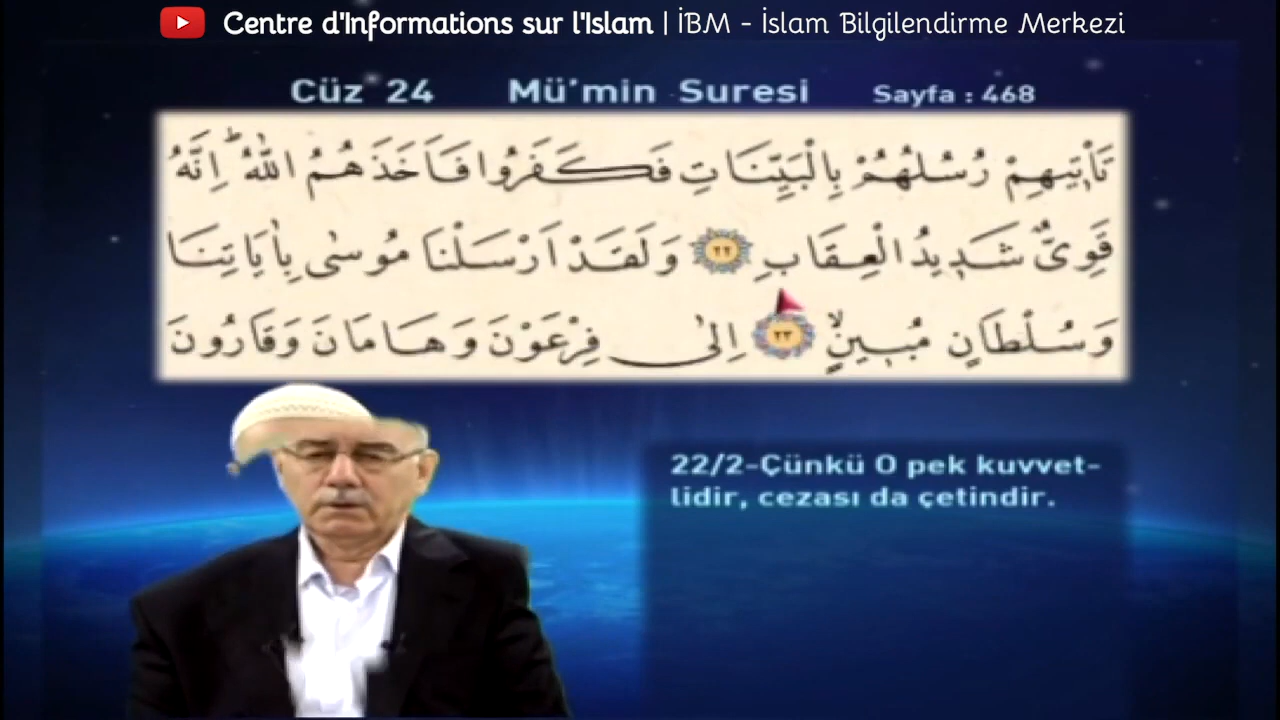 Centre d'Informations sur l'Islam | İBM - İslam Bilgilendirme Merkezi
Cüz 24 Mü'min Suresi Sayfa : 468
تَأْت۪يهِمْ رُسُلُهُمْ بِالْبَيِّنَاتِ فَكَفَرُوا فَاَخَذَهُمُ اللّٰهُۜ اِنَّهُ
قَوِيٌّ شَد۪يدُ الْعِقَابِ ٢٢ وَلَقَدْ اَرْسَلْنَا مُوسٰى بِاٰيَاتِنَا
وَسُلْطَانٍ مُب۪ينٍۙ ٢٣ اِلٰى فِرْعَوْنَ وَهَامَانَ وَقَارُونَ
22/2-Çünkü O pek kuvvet-
lidir, cezası da çetindir.